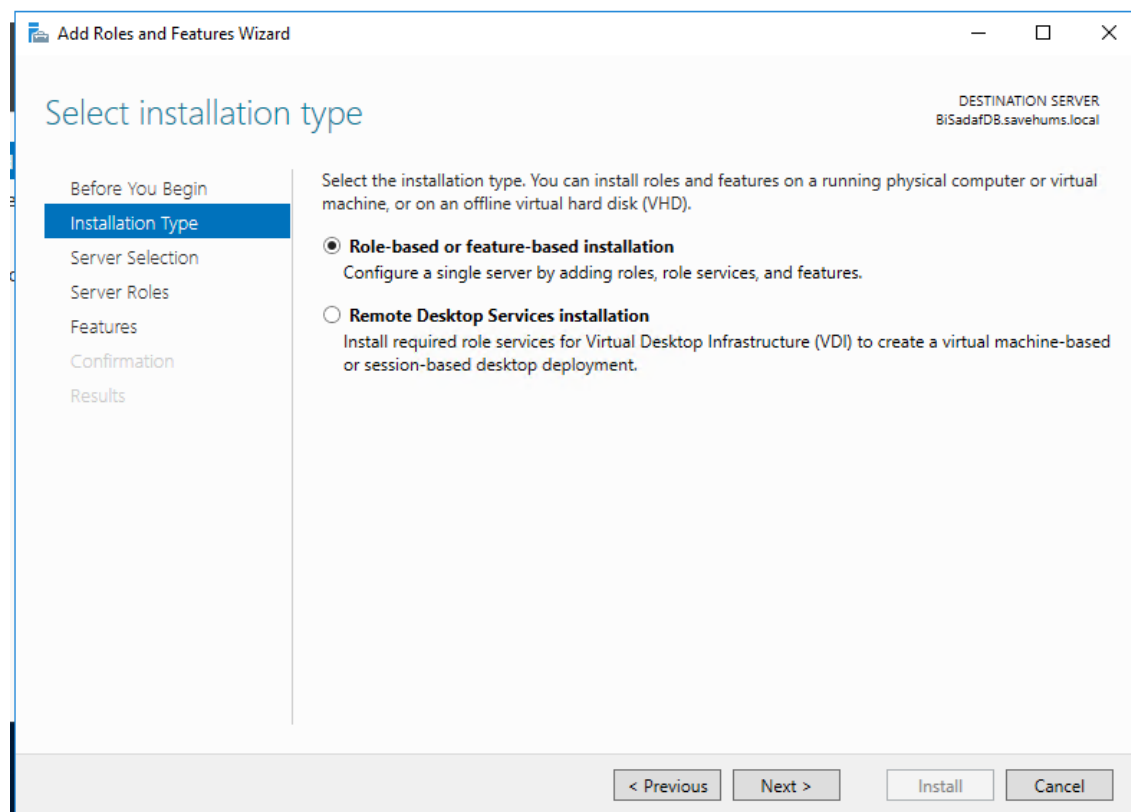 Add Roles and Features Wizard
Select installation type
DESTINATION SERVER
BiSadafDB.savehums.local
Before You Begin
Installation Type
Server Selection
Server Roles
Features
Confirmation
Results
Select the installation type. You can install roles and features on a running physical computer or virtual
machine, or on an offline virtual hard disk (VHD).
Role-based or feature-based installation
Configure a single server by adding roles, role services, and features.
Remote Desktop Services installation
Install required role services for Virtual Desktop Infrastructure (VDI) to create a virtual machine-based
or session-based desktop deployment.
< Previous
Next >
Install
Cancel